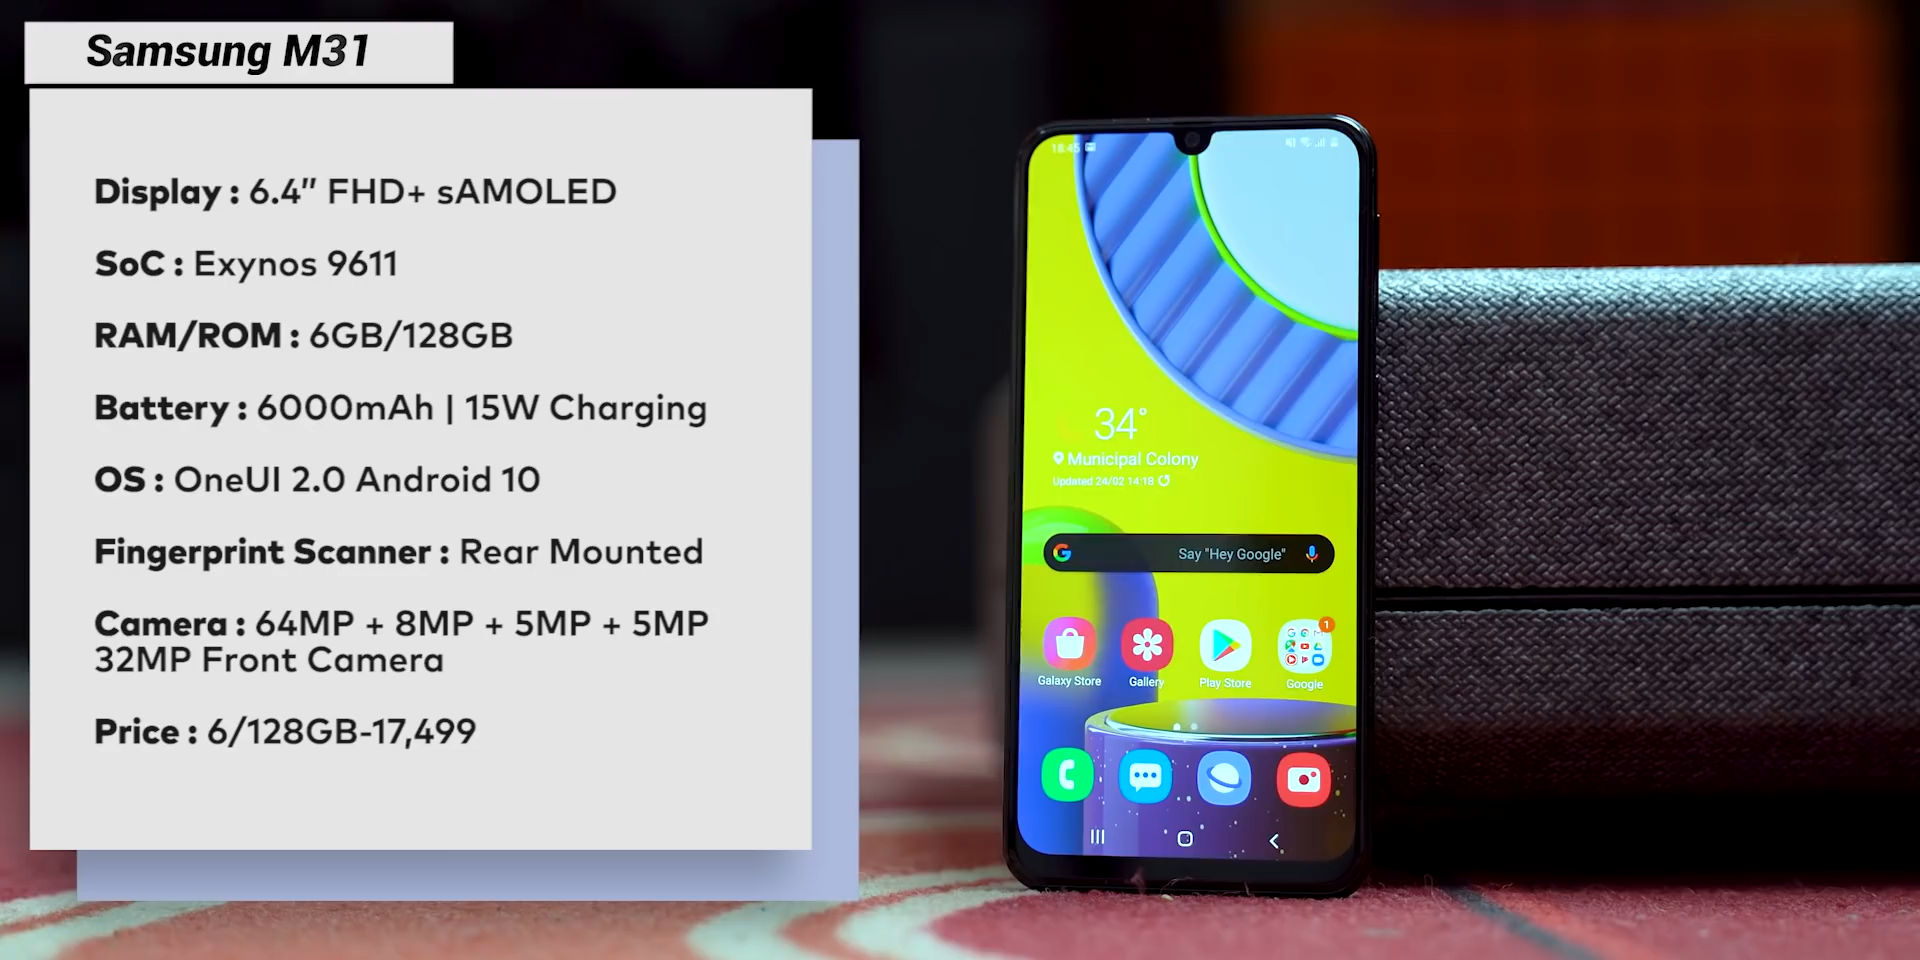 Samsung M31
Display : 6.4" FHD+ sAMOLED
SoC : Exynos 9611
RAM/ROM : 6GB/128GB
Battery : 6000mAh | 15W Charging
OS : OneUI 2.0 Android 10
Fingerprint Scanner : Rear Mounted
Camera : 64MP + 8MP + 5MP + 5MP
32MP Front Camera
Price : 6/128GB-17,499
18:45
34°
Municipal Colony
Updated 24/02 14:18
G
Say "Hey Google"
1
Galaxy Store
Gallery
Play Store
Google